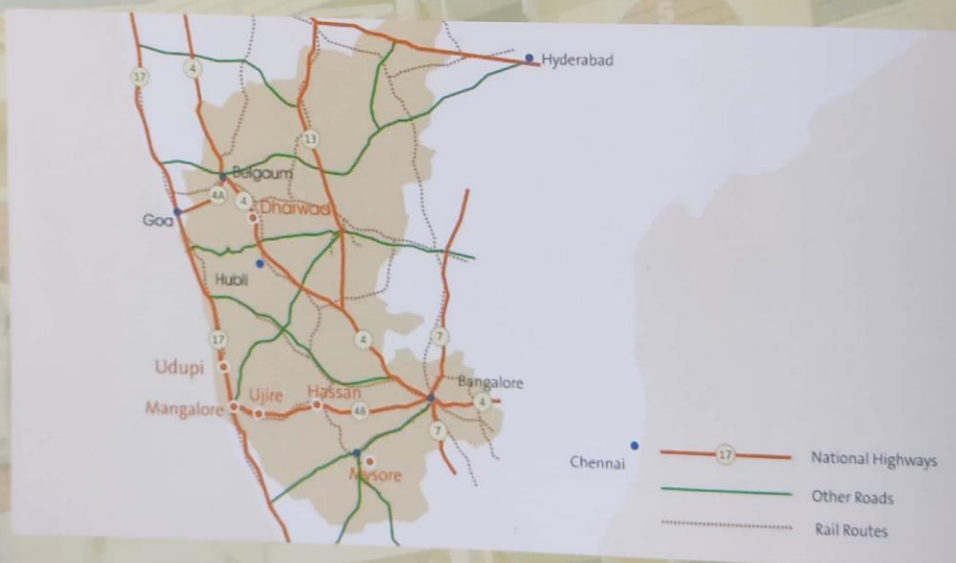 Hyderabad
17
4
13
Belgaum
4A
4
Dharwad
Goa
Hubli
17
4
7
Udupi
Ujire
Hassan
Bangalore
Mangalore
48
4
7
Mysore
Chennai
17
National Highways
Other Roads
Rail Routes